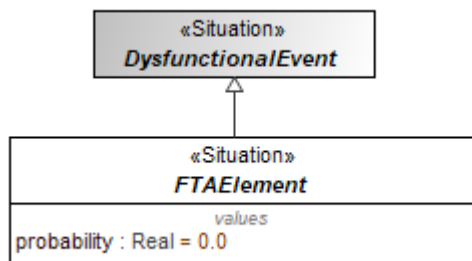 «Situation»
DysfunctionalEvent
«Situation»
FTAElement
values
probability : Real = 0.0